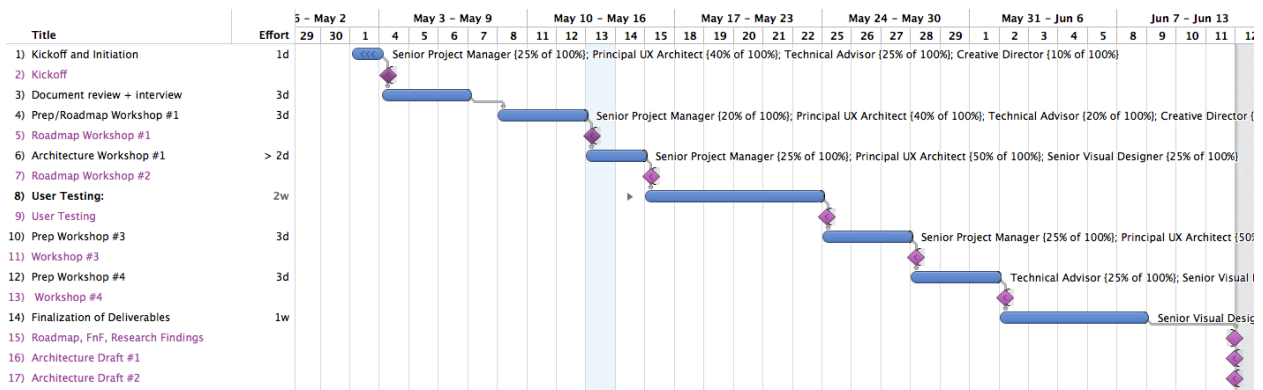 5 - May 2 May 3 - May 9 May 10 - May 16 May 17 - May 23 May 24 - May 30 May 31 - Jun 6 Jun 7 - Jun 13
Title Effort 29 30 1 4 5 6 7 8 11 12 13 14 15 18 19 20 21 22 25 26 27 28 29 1 2 3 4 5 8 9 10 11 12
1) Kickoff and Initiation 1d Senior Project Manager {25% of 100%}; Principal UX Architect {40% of 100%}; Technical Advisor {25% of 100%}; Creative Director {10% of 100%}
2) Kickoff
3) Document review + interview 3d
4) Prep/Roadmap Workshop #1 3d Senior Project Manager {20% of 100%}; Principal UX Architect {40% of 100%}; Technical Advisor {20% of 100%}; Creative Director {
5) Roadmap Workshop #1
6) Architecture Workshop #1 > 2d Senior Project Manager {25% of 100%}; Principal UX Architect {50% of 100%}; Senior Visual Designer {25% of 100%}
7) Roadmap Workshop #2
8) User Testing: 2w
9) User Testing
10) Prep Workshop #3 3d Senior Project Manager {25% of 100%}; Principal UX Architect {50%
11) Workshop #3
12) Prep Workshop #4 3d Technical Advisor {25% of 100%}; Senior Visual
13) Workshop #4
14) Finalization of Deliverables 1w Senior Visual Desig
15) Roadmap, FnF, Research Findings
16) Architecture Draft #1
17) Architecture Draft #2